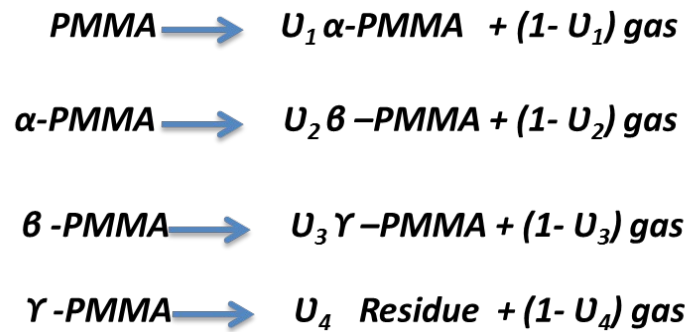 PMMA → υ₁ α-PMMA + (1- υ₁) gas
α-PMMA → υ₂ β –PMMA + (1- υ₂) gas
β -PMMA → υ₃ ϒ –PMMA + (1- υ₃) gas
ϒ -PMMA → υ₄ Residue + (1- υ₄) gas